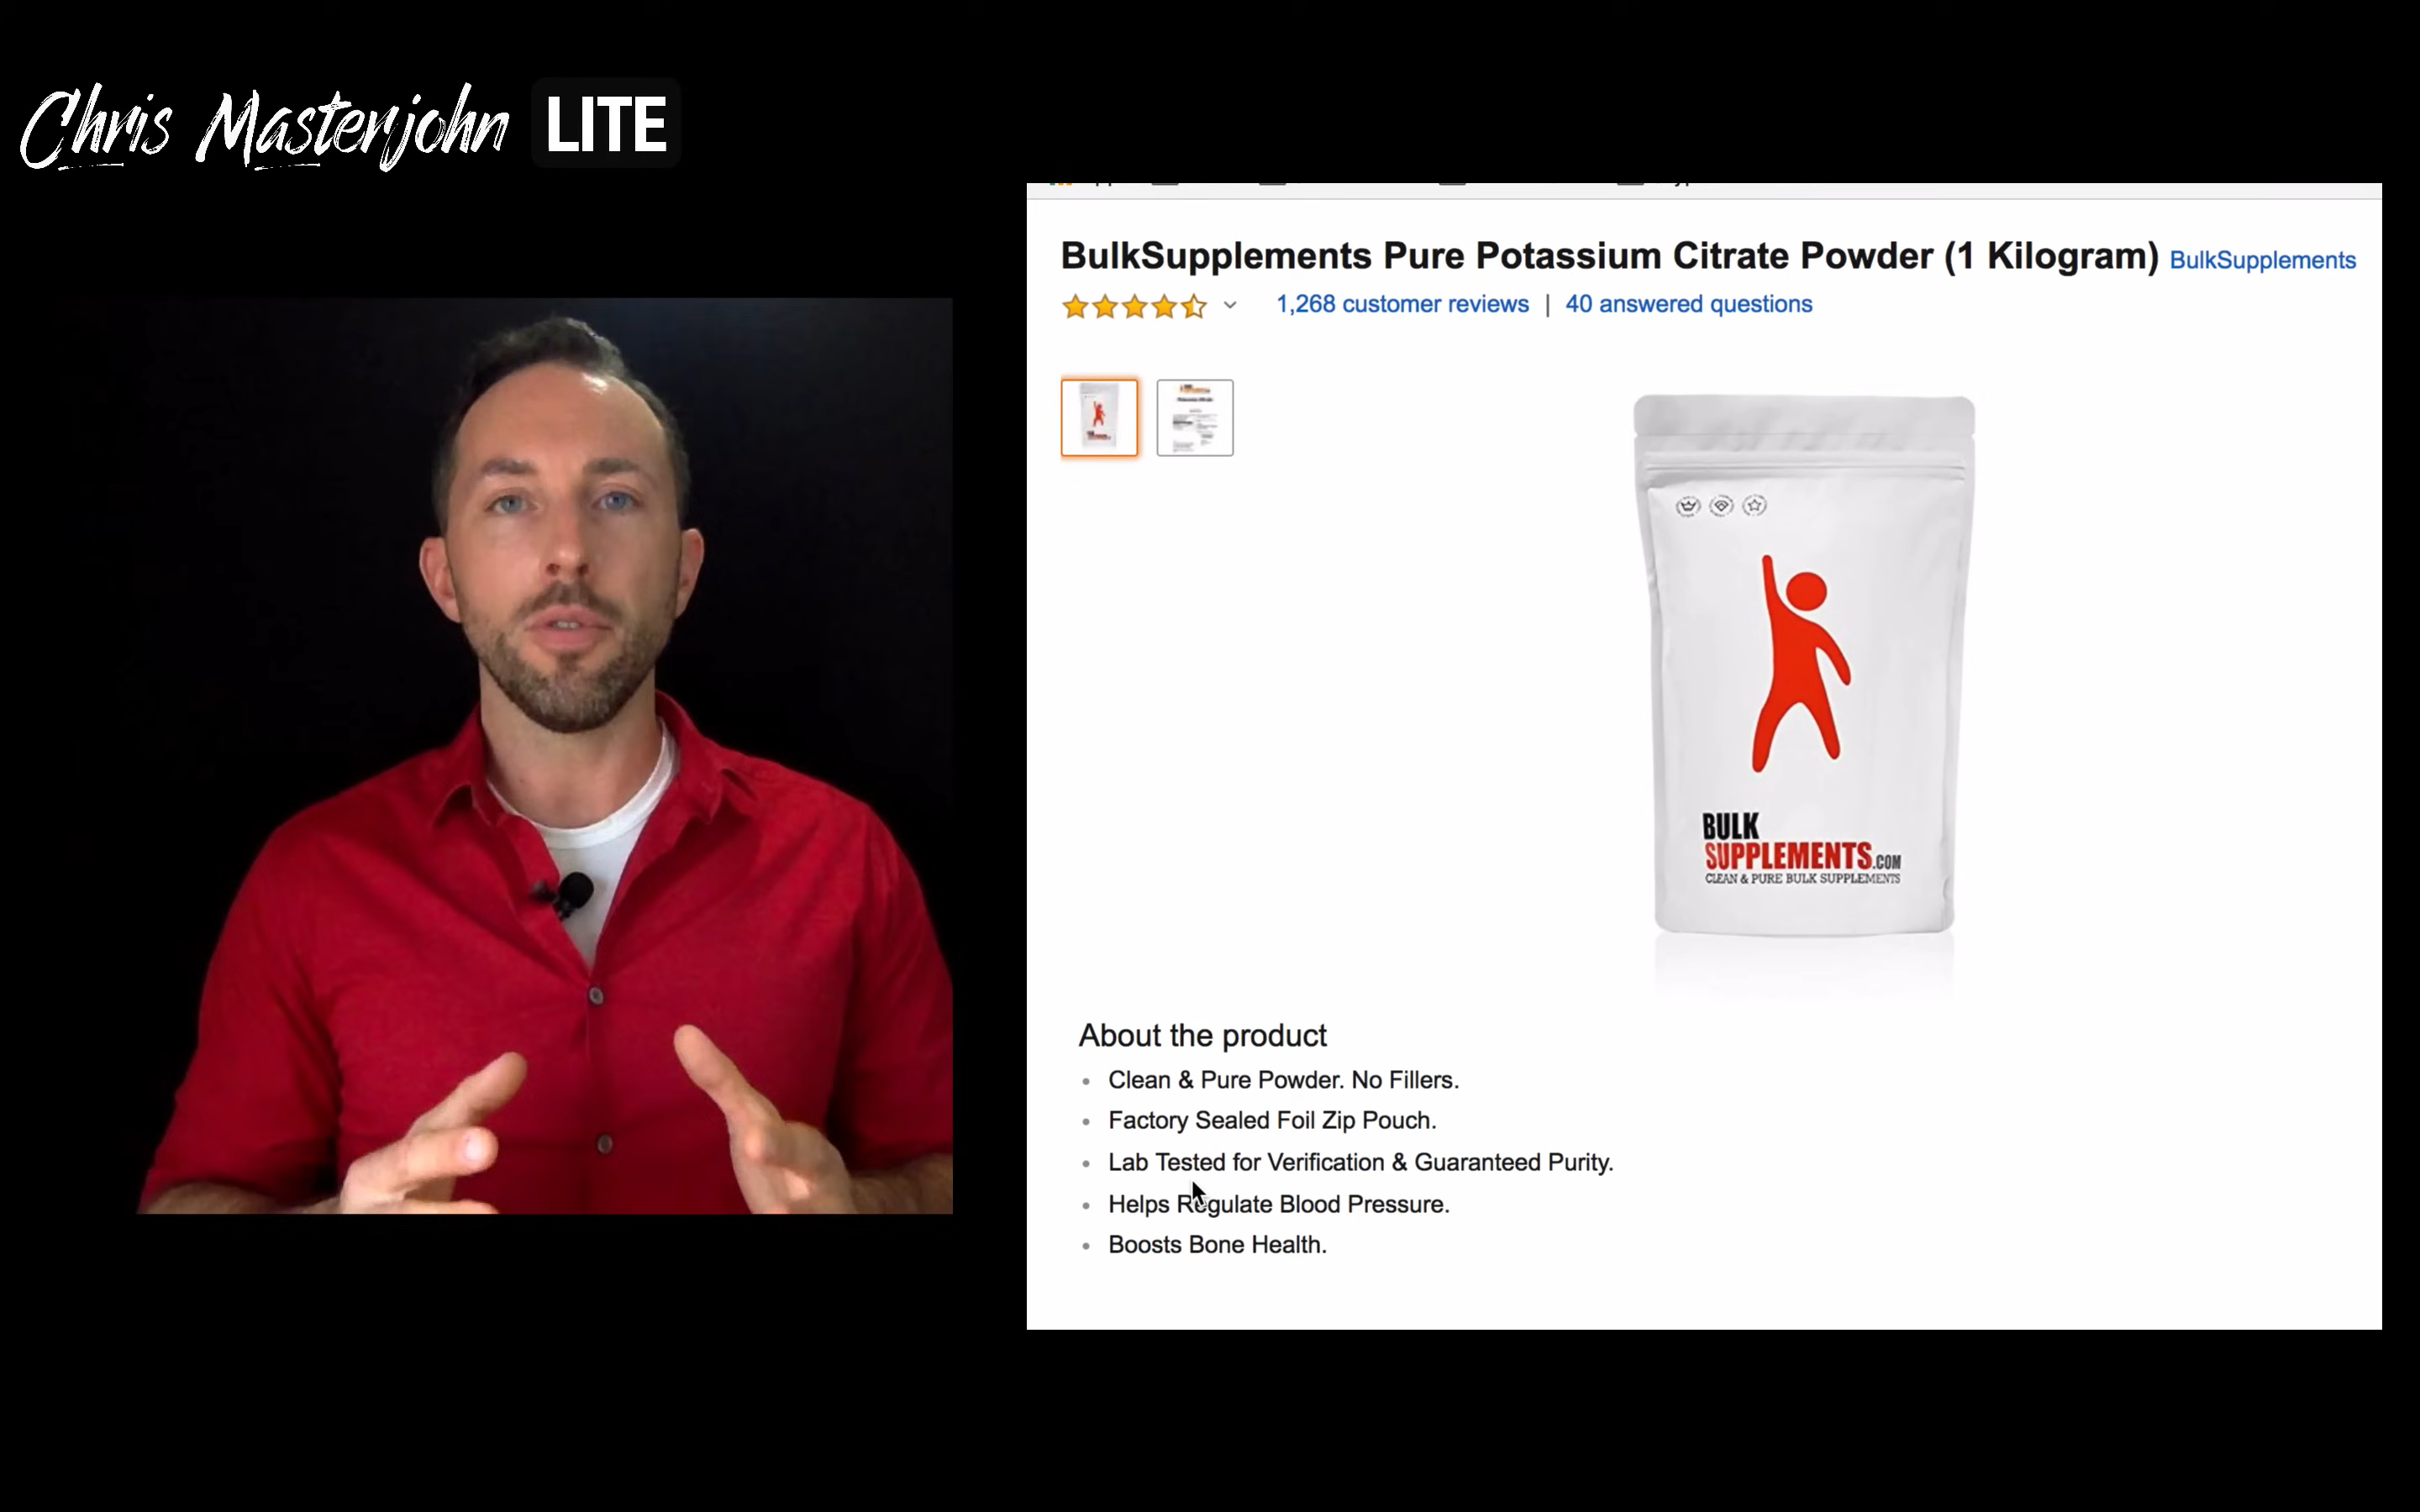 Chris Masterjohn LITE
BulkSupplements Pure Potassium Citrate Powder (1 Kilogram) BulkSupplements
1,268 customer reviews | 40 answered questions
BULK
SUPPLEMENTS.COM
CLEAN & PURE BULK SUPPLEMENTS
About the product
• Clean & Pure Powder. No Fillers.
• Factory Sealed Foil Zip Pouch.
• Lab Tested for Verification & Guaranteed Purity.
• Helps Regulate Blood Pressure.
• Boosts Bone Health.